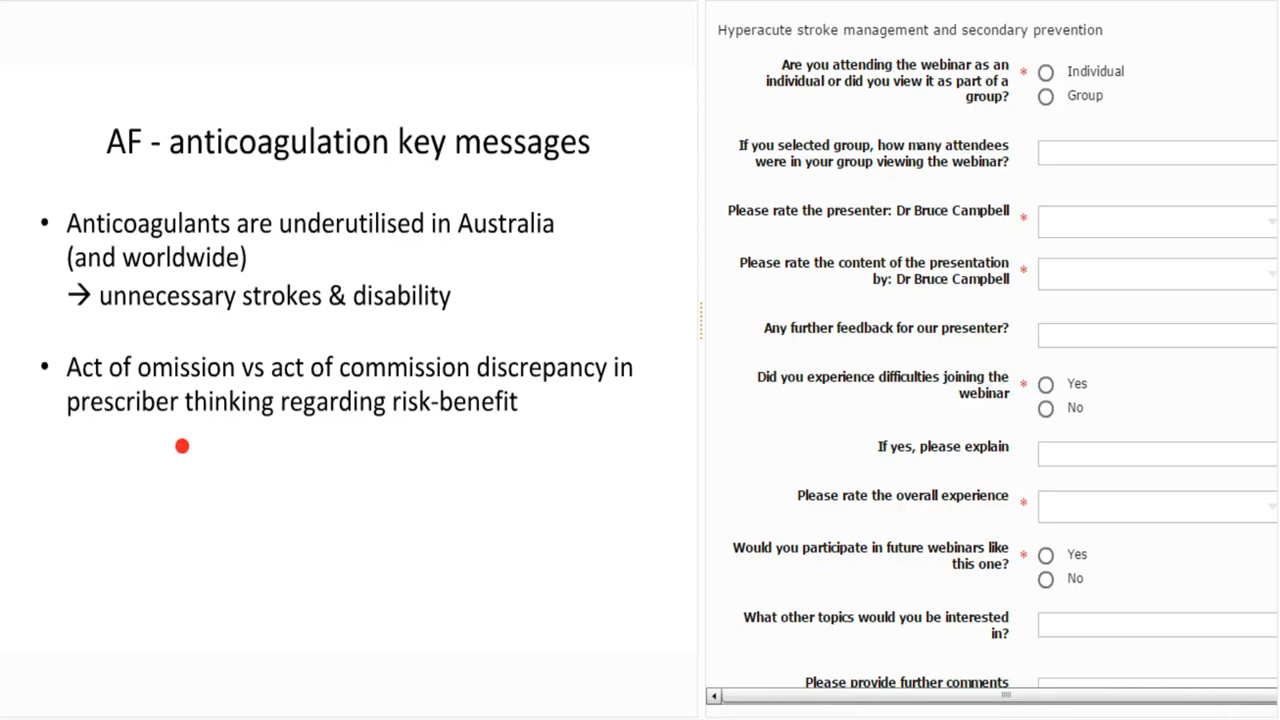 AF - anticoagulation key messages
• Anticoagulants are underutilised in Australia
(and worldwide)
→ unnecessary strokes & disability
• Act of omission vs act of commission discrepancy in
prescriber thinking regarding risk-benefit
Hyperacute stroke management and secondary prevention
Are you attending the webinar as an
individual or did you view it as part of a
group?
*
Individual
Group
If you selected group, how many attendees
were in your group viewing the webinar?
Please rate the presenter: Dr Bruce Campbell
*
Please rate the content of the presentation
by: Dr Bruce Campbell
*
Any further feedback for our presenter?
Did you experience difficulties joining the
webinar
*
Yes
No
If yes, please explain
Please rate the overall experience
*
Would you participate in future webinars like
this one?
*
Yes
No
What other topics would you be interested
in?
Please provide further comments